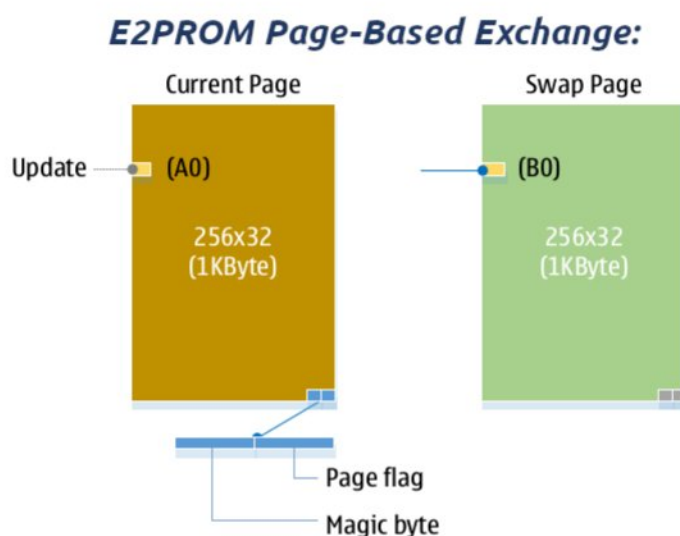 E2PROM Page-Based Exchange:
Current Page
Swap Page
Update
(A0)
(B0)
256x32
(1KByte)
256x32
(1KByte)
Page flag
Magic byte